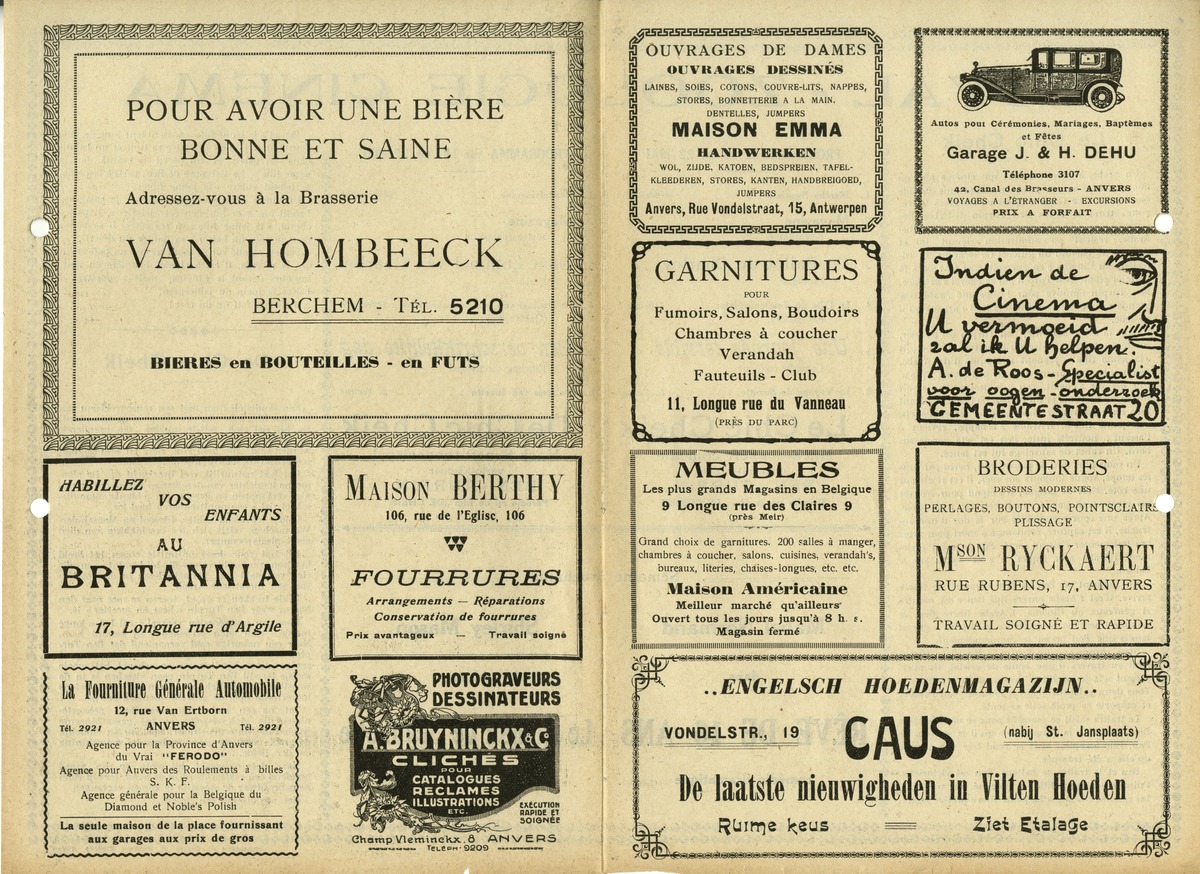 POUR AVOIR UNE BIÈRE
BONNE ET SAINE
Adressez-vous à la Brasserie
VAN HOMBEECK
BERCHEM - TÉL. 5210
BIERES en BOUTEILLES - en FUTS
HABILLEZ
VOS
ENFANTS
AU
BRITANNIA
17, Longue rue d'Argile
MAISON BERTHY
106, rue de l'Eglise, 106
FOURRURES
Arrangements — Réparations
Conservation de fourrures
Prix avantageux — Travail soigné
La Fourniture Générale Automobile
12, rue Van Ertborn
Tél. 2921 ANVERS Tél. 2921
Agence pour la Province d'Anvers
du Vrai "FERODO"
Agence pour Anvers des Roulements à billes
S. K. F.
Agence générale pour la Belgique du
Diamond et Noble's Polish
La seule maison de la place fournissant
aux garages aux prix de gros
PHOTOGRAVEURS
DESSINATEURS
A. BRUYNINCKX & C°
CLICHÉS
POUR
CATALOGUES
RECLAMES
ILLUSTRATIONS
ETC.
EXECUTION
RAPIDE ET
SOIGNÉE
Champ Vleminckx. 8 ANVERS
TELEPH · 9209
OUVRAGES DE DAMES
OUVRAGES DESSINÉS
LAINES, SOIES, COTONS, COUVRE-LITS, NAPPES,
STORES, BONNETTERIE A LA MAIN.
DENTELLES, JUMPERS
MAISON EMMA
HANDWERKEN
WOL, ZIJDE, KATOEN, BEDSPREIEN, TAFEL-
KLEEDEREN, STORES, KANTEN, HANDBREIGOED,
JUMPERS
Anvers, Rue Vondelstraat, 15, Antwerpen
Autos pour Cérémonies, Mariages, Baptêmes
et Fêtes
Garage J. & H. DEHU
Téléphone 3107
42, Canal des Brasseurs - ANVERS
VOYAGES A L'ÉTRANGER - EXCURSIONS
PRIX A FORFAIT
GARNITURES
POUR
Fumoirs, Salons, Boudoirs
Chambres à coucher
Verandah
Fauteuils - Club
11, Longue rue du Vanneau
(PRÈS DU PARC)
Indien de
Cinema
U vermoeid
zal ik U helpen.
A. de Roos - Specialist
voor oogen - onderzoek
GEMEENTESTRAAT 20
MEUBLES
Les plus grands Magasins en Belgique
9 Longue rue des Claires 9
(près Meir)
Grand choix de garnitures. 200 salles à manger,
chambres à coucher, salons, cuisines, verandah's,
bureaux, literies, chaises-longues, etc. etc.
Maison Américaine
Meilleur marché qu'ailleurs
Ouvert tous les jours jusqu'à 8 h. s.
Magasin fermé
BRODERIES
DESSINS MODERNES
PERLAGES, BOUTONS, POINTSCLAIRS
PLISSAGE
MSON RYCKAERT
RUE RUBENS, 17, ANVERS
TRAVAIL SOIGNÉ ET RAPIDE
..ENGELSCH HOEDENMAGAZIJN..
VONDELSTR., 19 CAUS (nabij St. Jansplaats)
De laatste nieuwigheden in Vilten Hoeden
Ruime keus Ziet Etalage